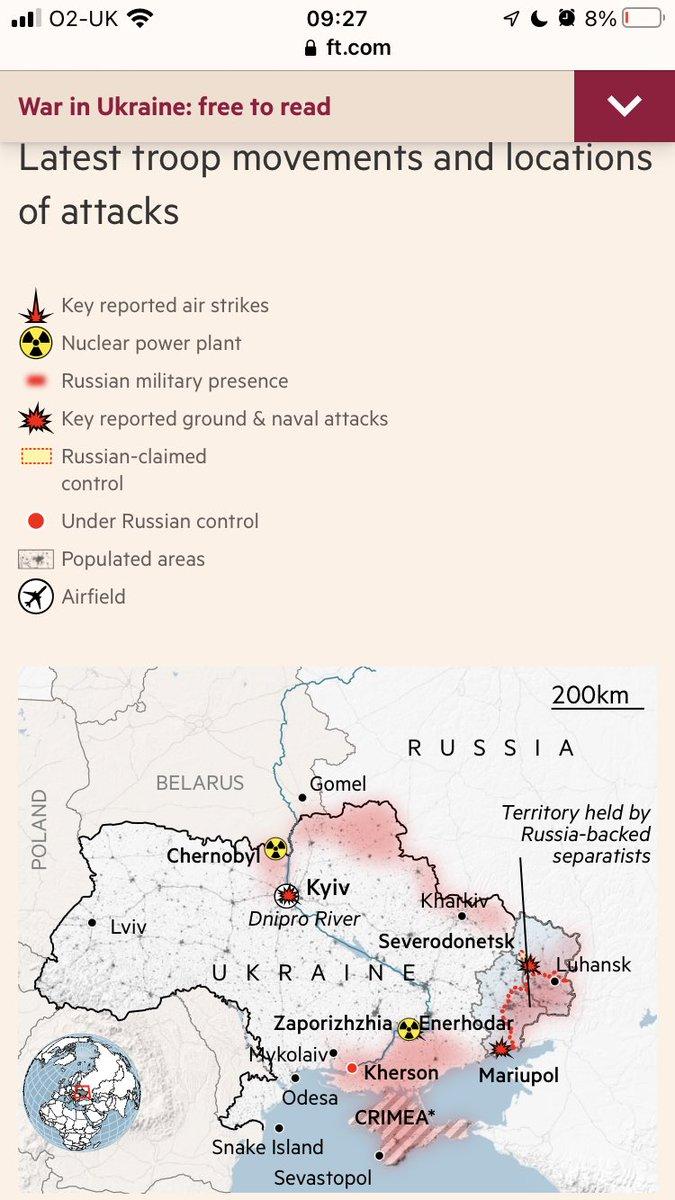 O2-UK
09:27
8%
ft.com
War in Ukraine: free to read
Latest troop movements and locations
of attacks
Key reported air strikes
Nuclear power plant
Russian military presence
Key reported ground & naval attacks
Russian-claimed
control
Under Russian control
Populated areas
Airfield
200km
RUSSIA
BELARUS
Gomel
POLAND
Territory held by
Russia-backed
separatists
Chernobyl
Kyiv
Kharkiv
Dnipro River
Lviv
Severodonetsk
Luhansk
UKRAINE
Zaporizhzhia
Enerhodar
Mykolaiv
Kherson
Mariupol
Odesa
CRIMEA*
Snake Island
Sevastopol